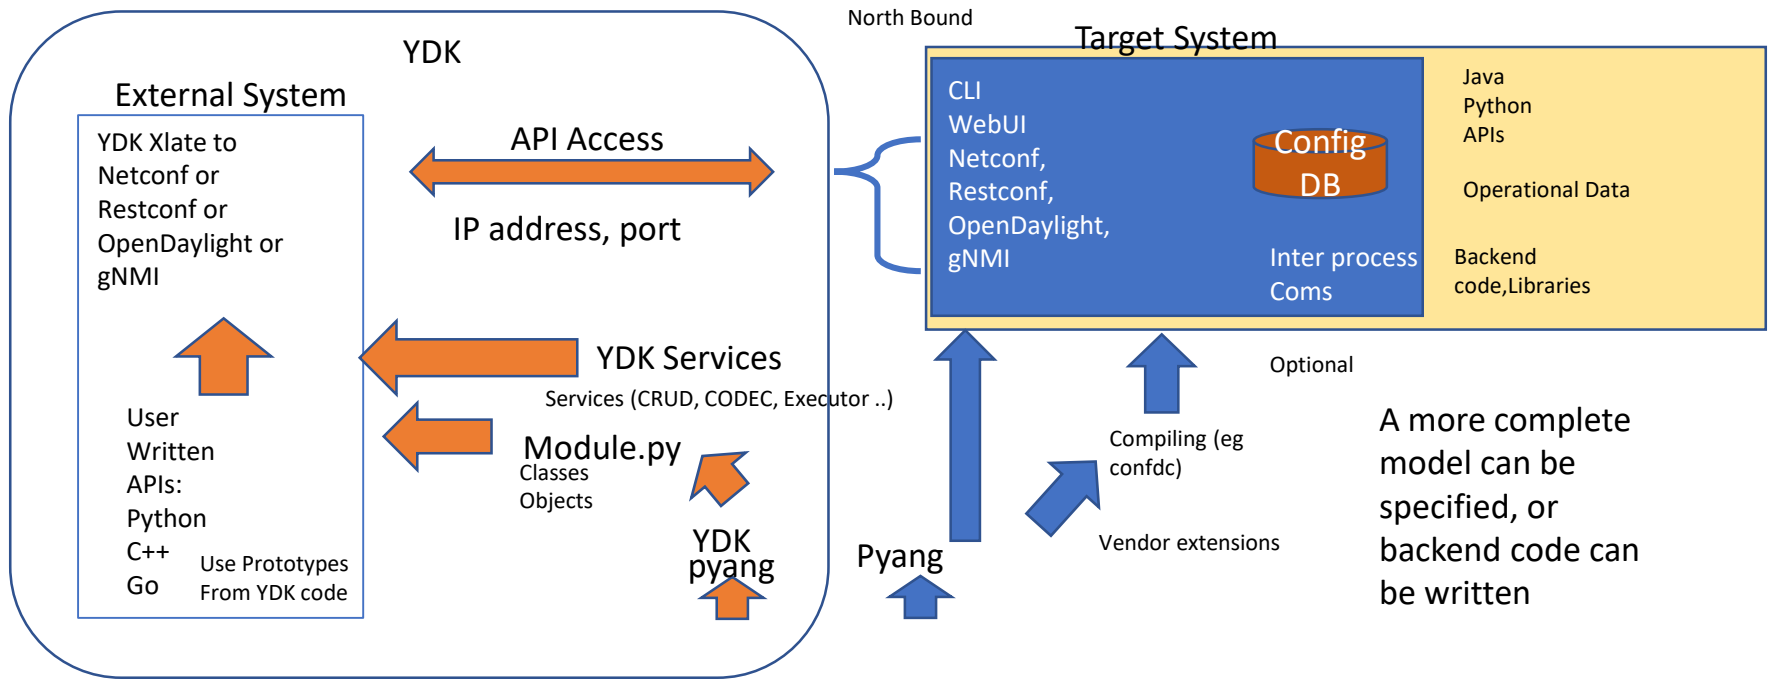 North Bound
YDK
External System
YDK Xlate to
Netconf or
Restconf or
OpenDaylight or
gNMI
User
Written
APIs:
Python
C++
Go
Use Prototypes
From YDK code
API Access
IP address, port
YDK Services
Services (CRUD, CODEC, Executor ..)
Module.py
Classes
Objects
YDK
pyang
Target System
CLI
WebUI
Netconf,
Restconf,
OpenDaylight,
gNMI
Config
DB
Inter process
Coms
Java
Python
APIs
Operational Data
Backend
code,Libraries
Optional
Compiling (eg
confdc)
Vendor extensions
Pyang
A more complete
model can be
specified, or
backend code can
be written